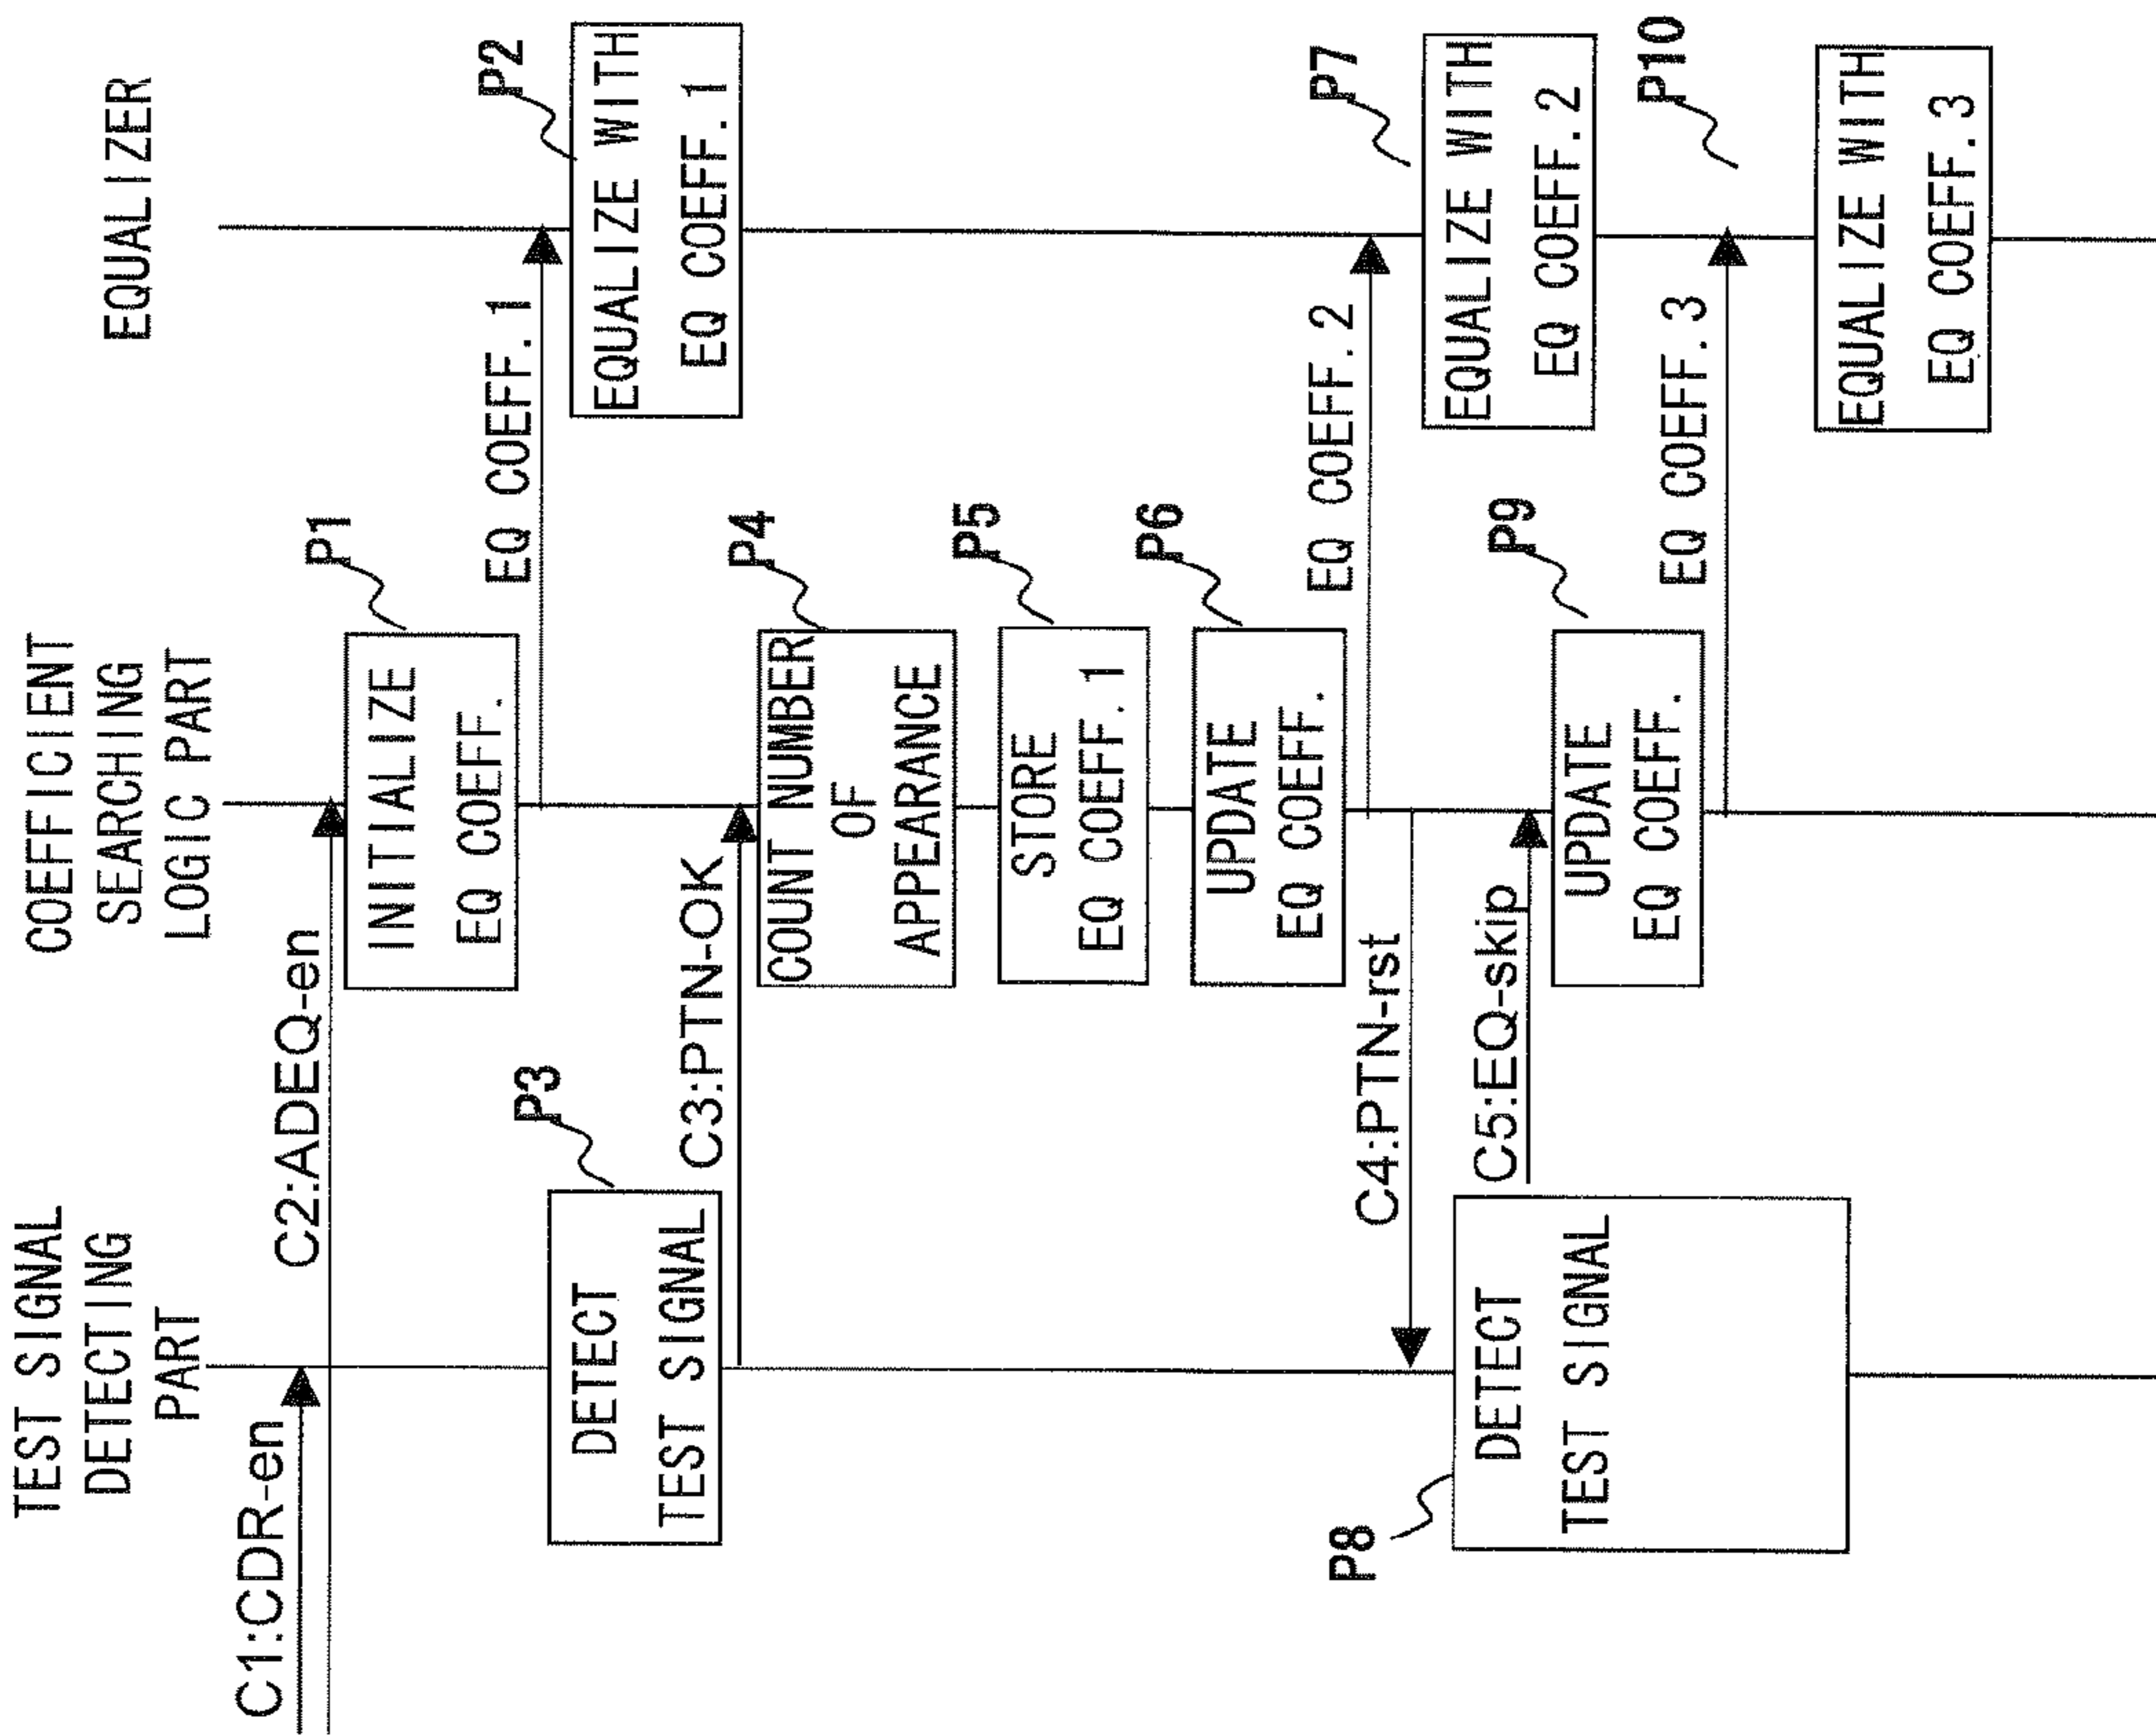 TEST SIGNAL
DETECTING
PART
COEFFICIENT
SEARCHING
LOGIC PART
EQUALIZER
C1:CDR-en
C2:ADEQ-en
P1
INITIALIZE
EQ COEFF.
EQ COEFF. 1
P2
EQUALIZE WITH
EQ COEFF. 1
P3
DETECT
TEST SIGNAL
C3:PTN-OK
P4
COUNT NUMBER
OF
APPEARANCE
P5
STORE
EQ COEFF.1
P6
UPDATE
EQ COEFF.
EQ COEFF. 2
P7
EQUALIZE WITH
EQ COEFF. 2
C4:PTN-rst
P8
DETECT
TEST SIGNAL
C5:EQ-skip
P9
UPDATE
EQ COEFF.
EQ COEFF. 3
P10
EQUALIZE WITH
EQ COEFF. 3